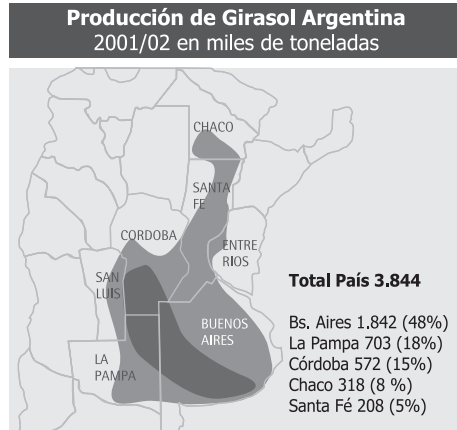 Producción de Girasol Argentina
2001/02 en miles de toneladas
CHACO
SANTA
FE
CORDOBA
ENTRE
RIOS
SAN
LUIS
BUENOS
AIRES
LA
PAMPA
Total País 3.844
Bs. Aires 1.842 (48%)
La Pampa 703 (18%)
Córdoba 572 (15%)
Chaco 318 (8 %)
Santa Fé 208 (5%)